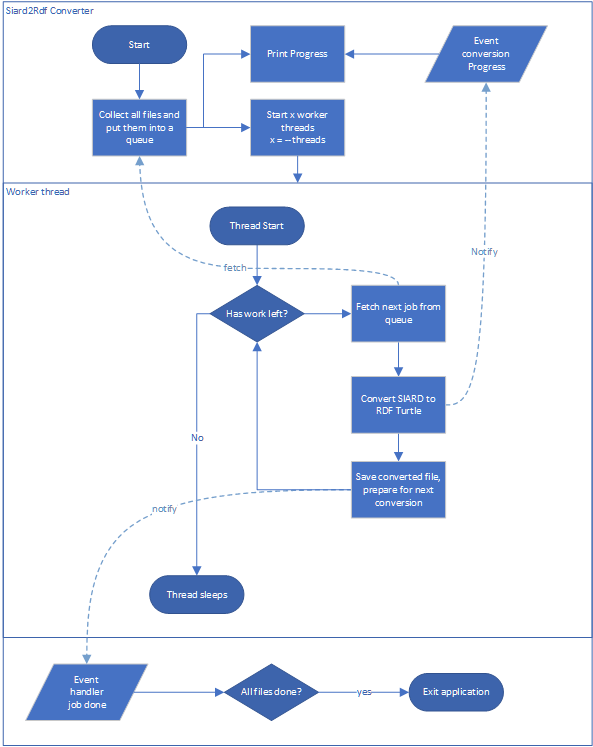 Siard2Rdf Converter
Start
Print Progress
Event
conversion
Progress
Collect all files and
put them into a
queue
Start x worker
threads
x = --threads
Worker thread
Thread Start
Notify
fetch
Has work left?
Fetch next job from
queue
Convert SIARD to
RDF Turtle
No
Save converted file,
prepare for next
conversion
notify
Thread sleeps
Event
handler
job done
All files done?
yes
Exit application